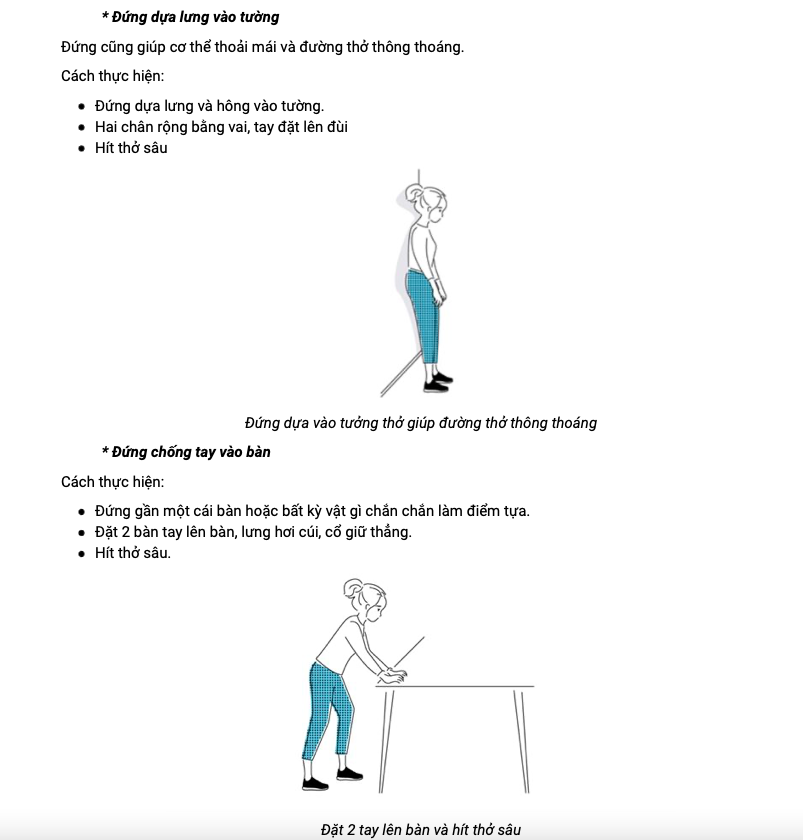 * Đứng dựa lưng vào tường
Đứng cũng giúp cơ thể thoải mái và đường thở thông thoáng.
Cách thực hiện:
• Đứng dựa lưng và hông vào tường.
• Hai chân rộng bằng vai, tay đặt lên đùi
• Hít thở sâu
Đứng dựa vào tưởng thở giúp đường thở thông thoáng
* Đứng chống tay vào bàn
Cách thực hiện:
• Đứng gần một cái bàn hoặc bất kỳ vật gì chắn chắn làm điểm tựa.
• Đặt 2 bàn tay lên bàn, lưng hơi cúi, cổ giữ thẳng.
• Hít thở sâu.
Đặt 2 tay lên bàn và hít thở sâu